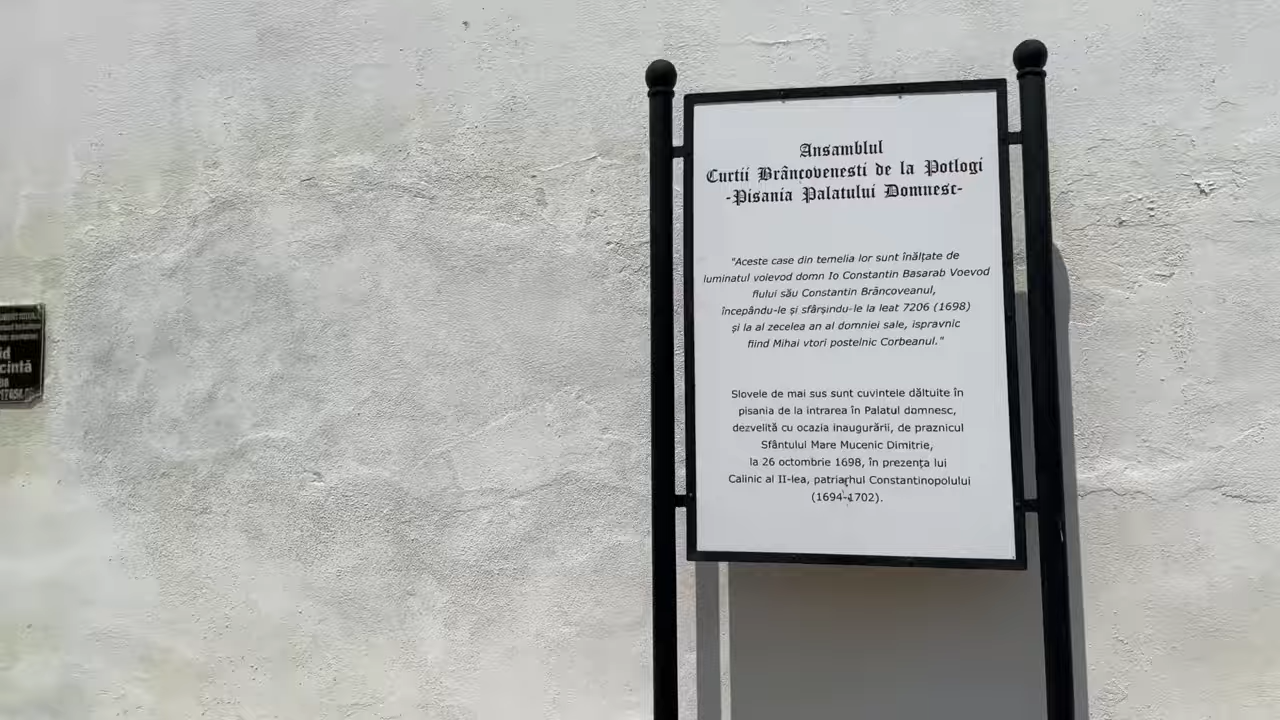 Ansamblul
Curtii Brâncovenesti de la Potlogi
-Pisania Palatului Domnesc-
"Aceste case din temelia lor sunt înălțate de
luminatul voievod domn Io Constantin Basarab Voevod
fiului său Constantin Brâncoveanul,
începându-le și sfârșindu-le la leat 7206 (1698)
și la al zecelea an al domniei sale, ispravnic
fiind Mihai vtori postelnic Corbeanul."
Slovele de mai sus sunt cuvintele dăltuite în
pisania de la intrarea în Palatul domnesc,
dezvelită cu ocazia inaugurării, de praznicul
Sfântului Mare Mucenic Dimitrie,
la 26 octombrie 1698, în prezența lui
Calinic al II-lea, patriarhul Constantinopolului
(1694-1702).
id
cintă